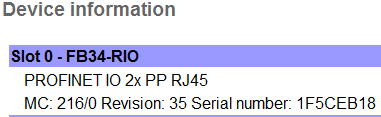 Device information
Slot 0 - FB34-RIO
PROFINET IO 2x PP RJ45
MC: 216/0 Revision: 35 Serial number: 1F5CEB18